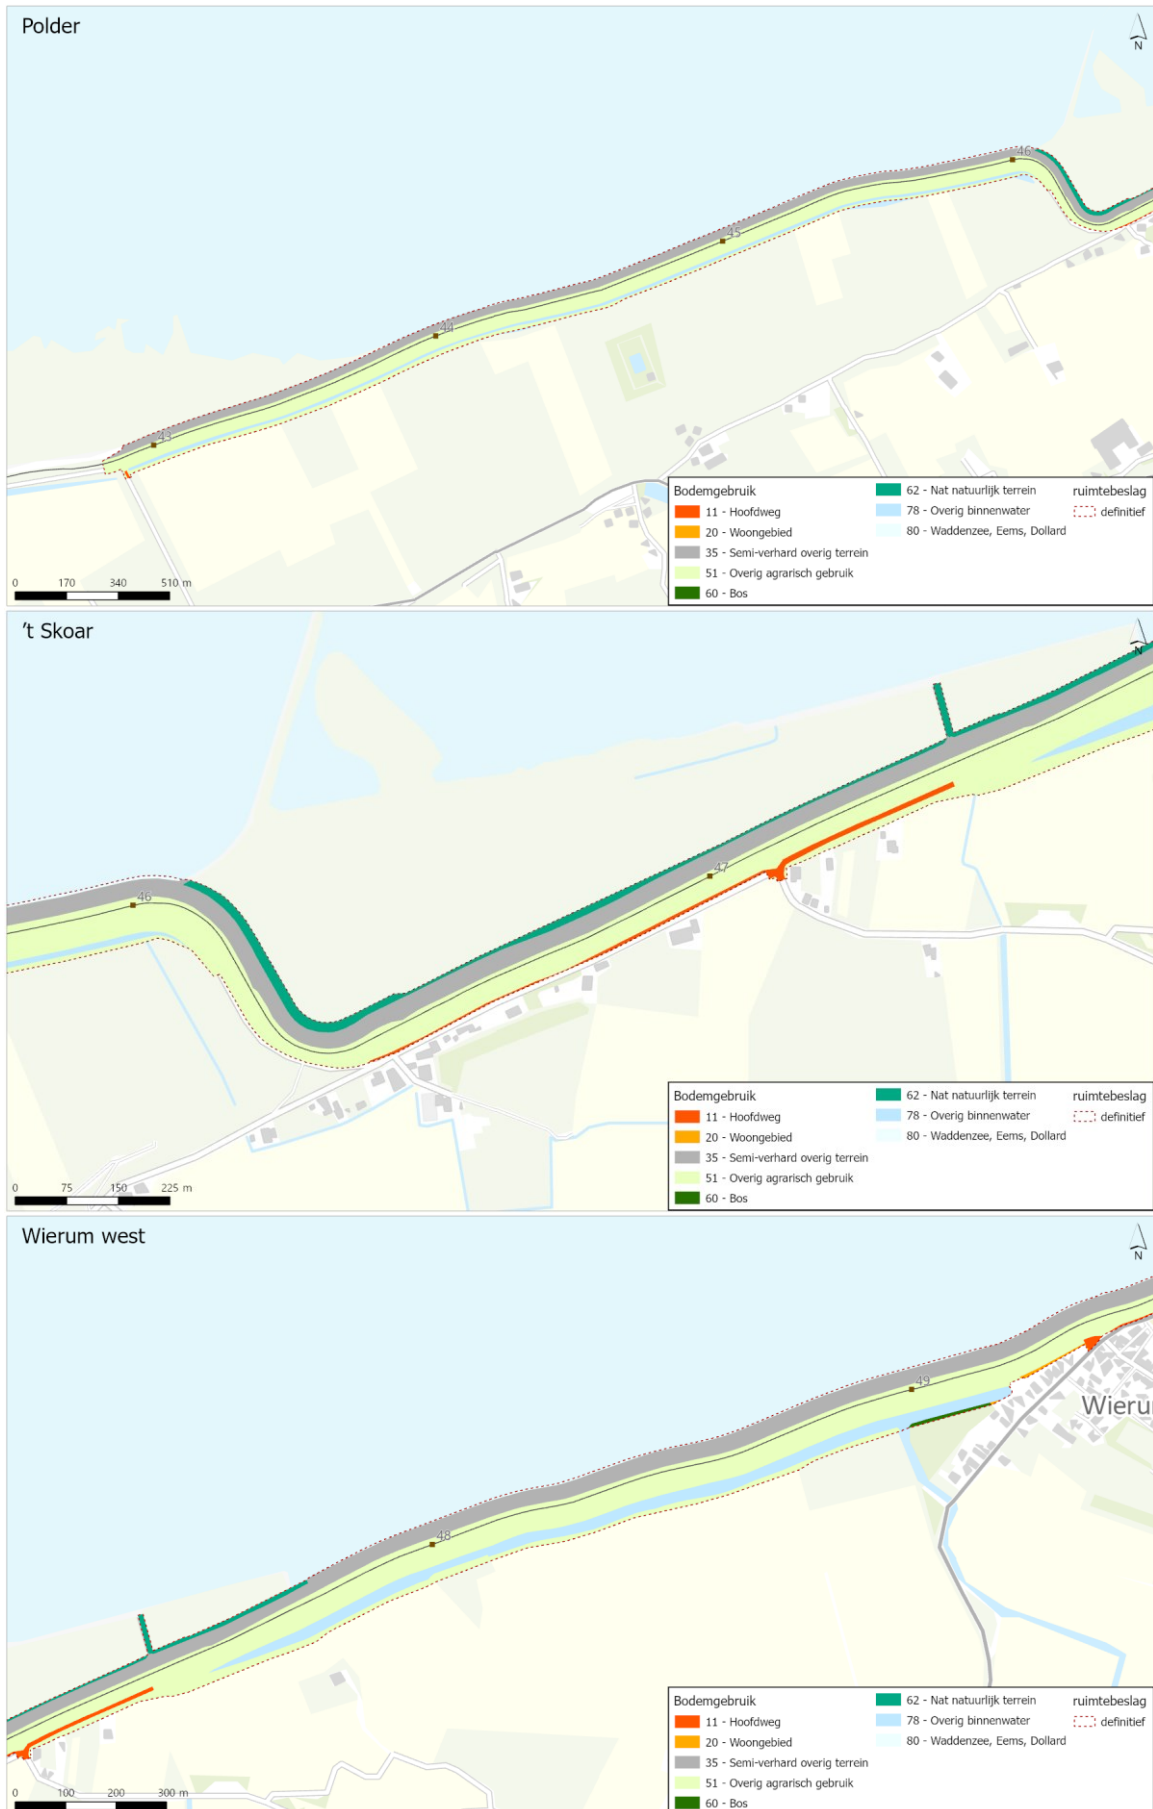 Polder
N
46
45
44
43
Bodemgebruik
11 - Hoofdweg
20 - Woongebied
35 - Semi-verhard overig terrein
51 - Overig agrarisch gebruik
60 - Bos
62 - Nat natuurlijk terrein
78 - Overig binnenwater
80 - Waddenzee, Eems, Dollard
ruimtebeslag
definitief
0 170 340 510 m
't Skoar
N
46
47
Bodemgebruik
11 - Hoofdweg
20 - Woongebied
35 - Semi-verhard overig terrein
51 - Overig agrarisch gebruik
60 - Bos
62 - Nat natuurlijk terrein
78 - Overig binnenwater
80 - Waddenzee, Eems, Dollard
ruimtebeslag
definitief
0 75 150 225 m
Wierum west
N
49
Wieru
48
Bodemgebruik
11 - Hoofdweg
20 - Woongebied
35 - Semi-verhard overig terrein
51 - Overig agrarisch gebruik
60 - Bos
62 - Nat natuurlijk terrein
78 - Overig binnenwater
80 - Waddenzee, Eems, Dollard
ruimtebeslag
definitief
0 100 200 300 m